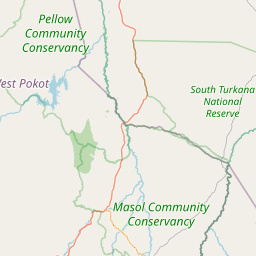 Pellow
Community
Conservancy
West Pokot
South Turkana
National
Reserve
Masol Community
Conservancy